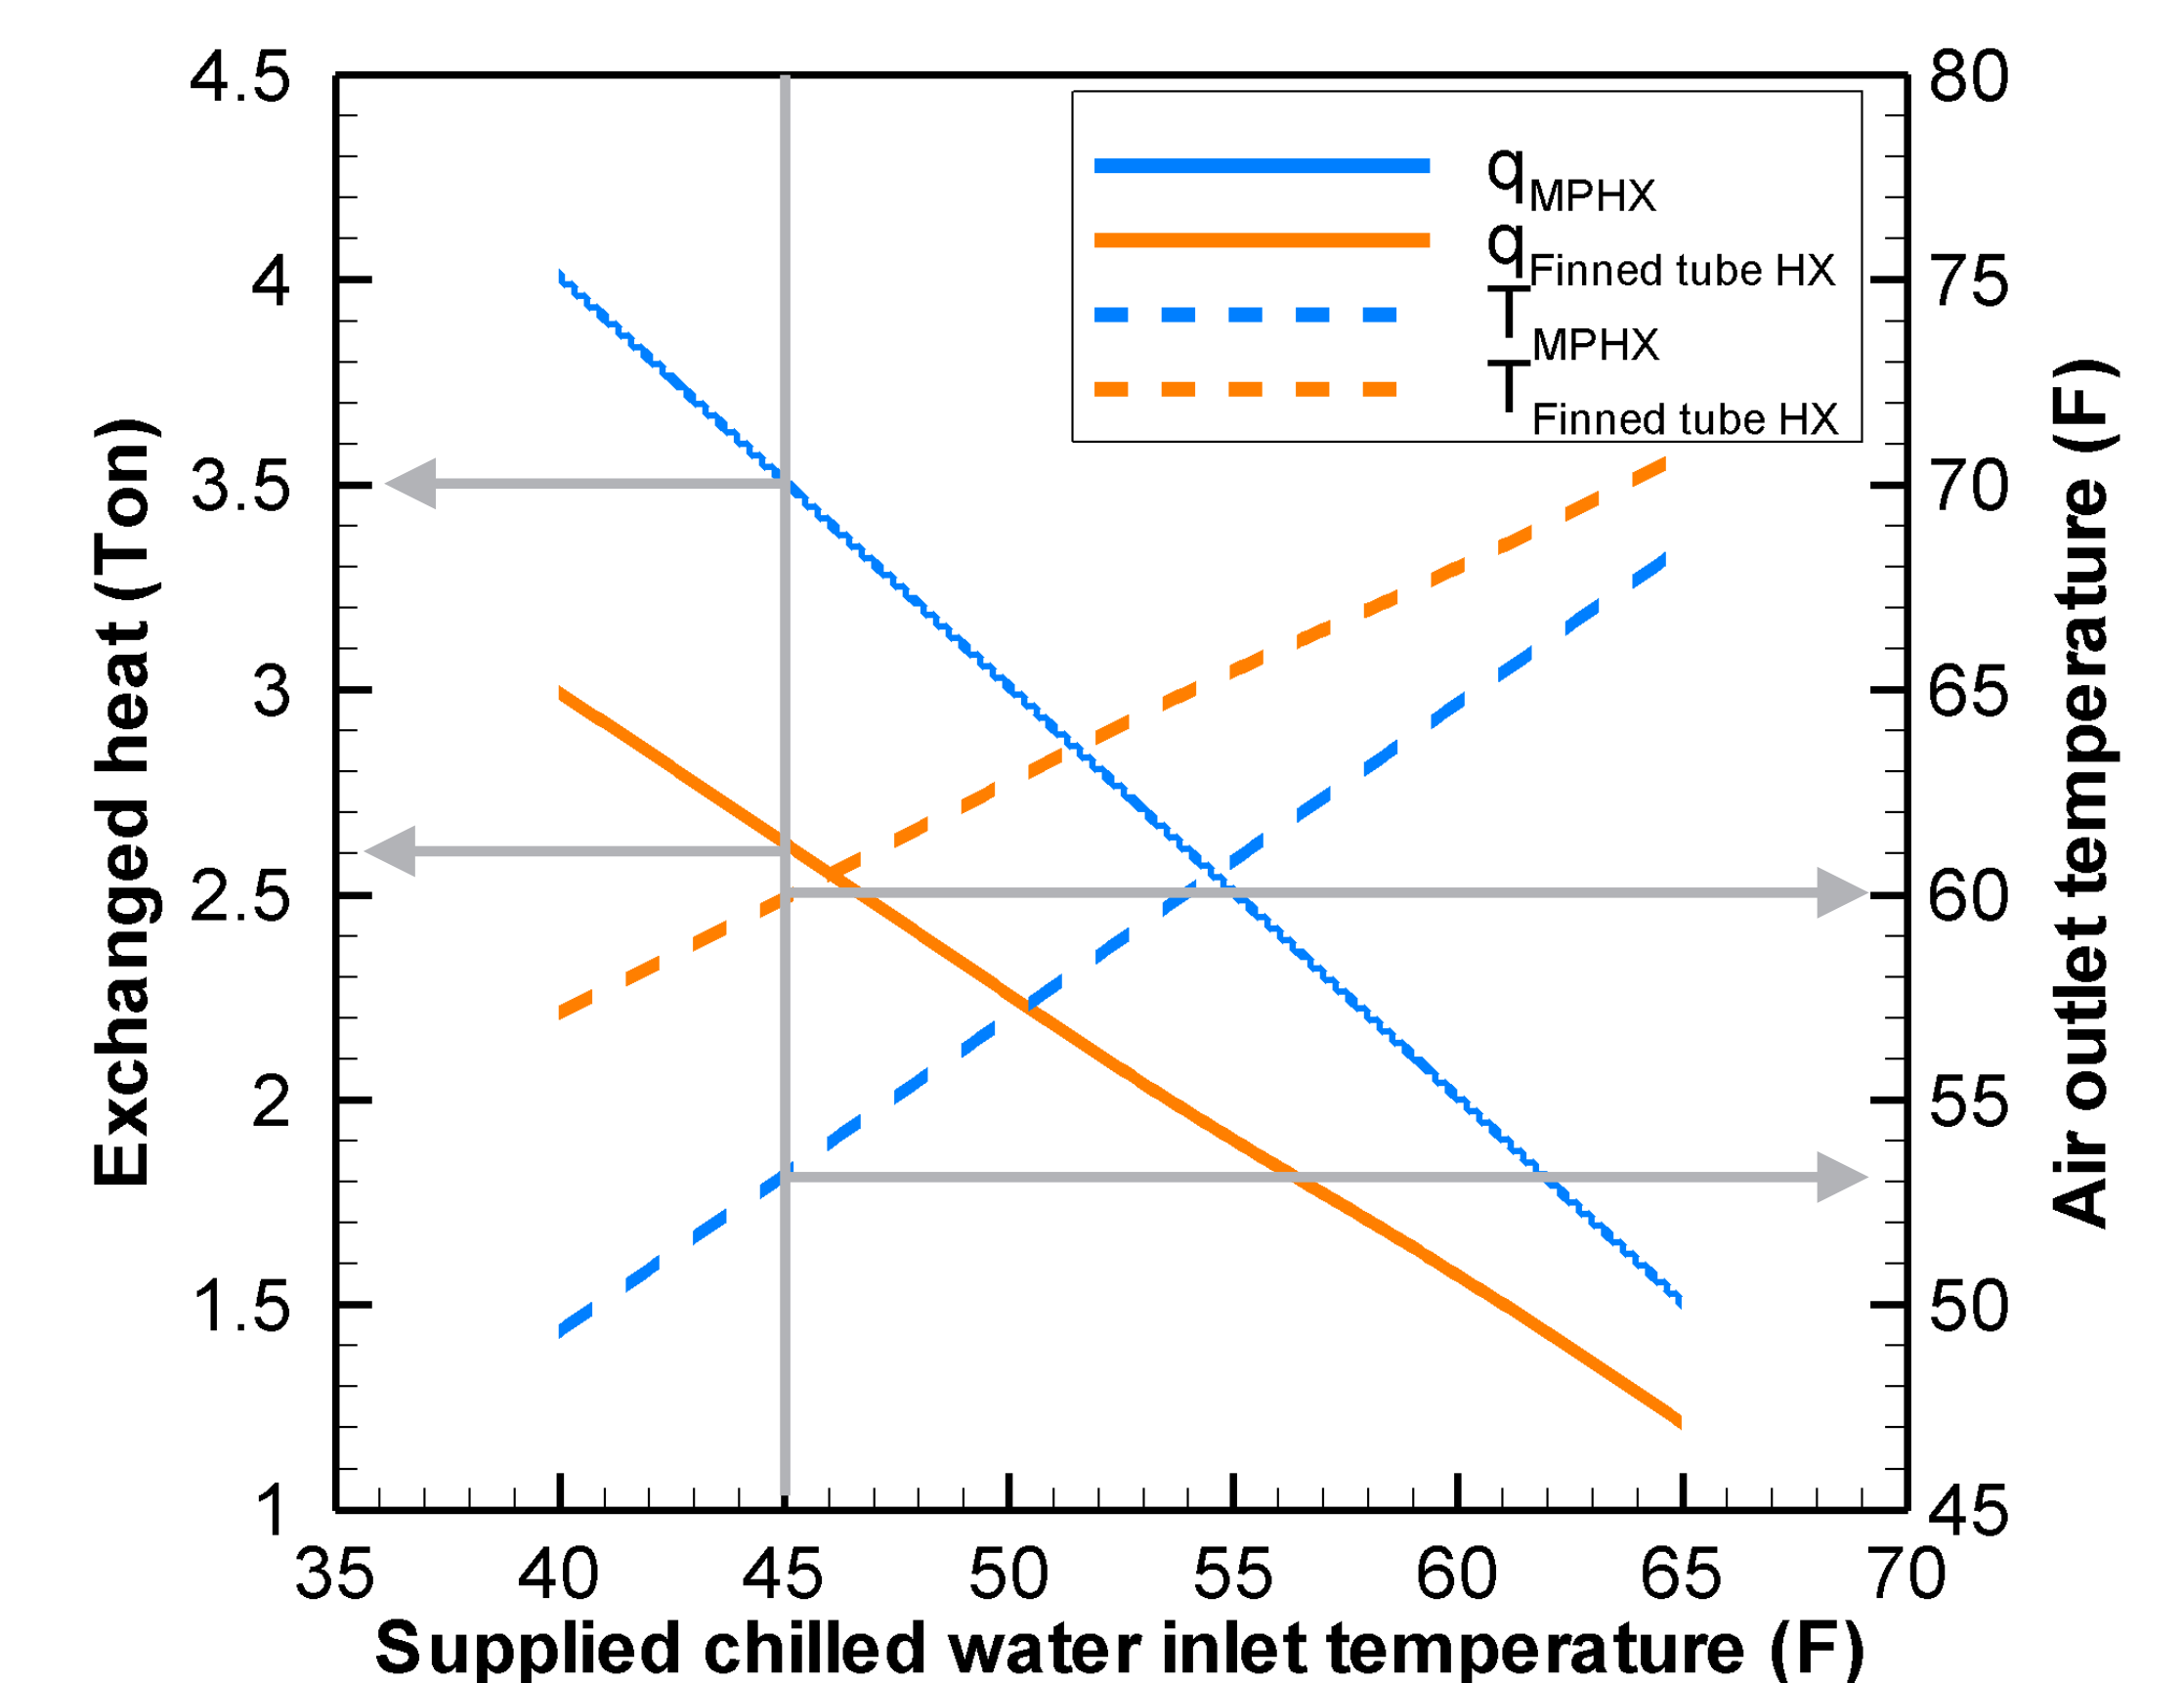 4.5
4
3.5
3
2.5
2
1.5
1
Exchanged heat (Ton)
qMPHX
qFinned tube HX
TMPHX
TFinned tube HX
80
75
70
65
60
55
50
45
Air outlet temperature (F)
35 40 45 50 55 60 65 70
Supplied chilled water inlet temperature (F)